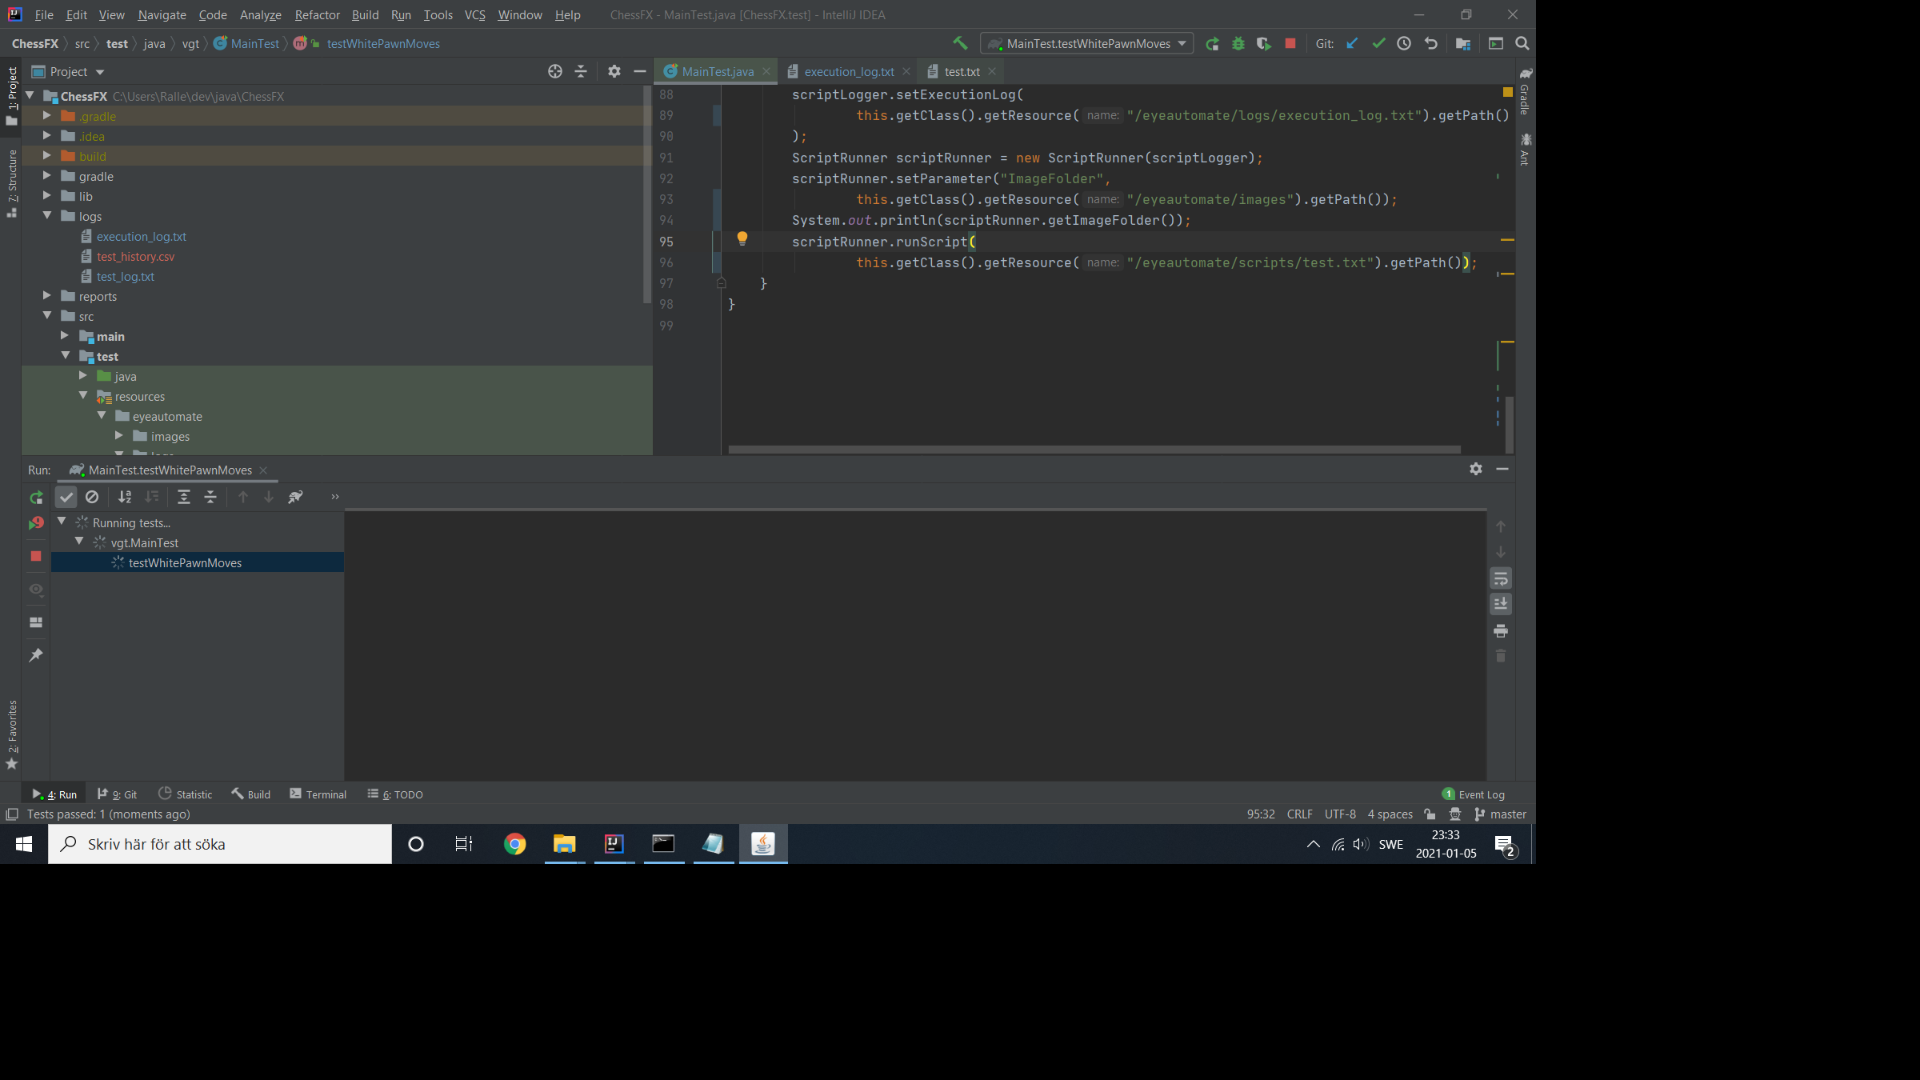 File Edit View Navigate Code Analyze Refactor Build Run Tools VCS Window Help ChessFX - MainTest.java [ChessFX.test] - IntelliJ IDEA
ChessFX src test java vgt MainTest testWhitePawnMoves MainTest.testWhitePawnMoves Git:
1: Project
7: Structure
2: Favorites
Project
ChessFX C:\Users\Ralle\dev\java\ChessFX
.gradle
.idea
build
gradle
lib
logs
execution_log.txt
test_history.csv
test_log.txt
reports
src
main
test
java
resources
eyeautomate
images
MainTest.java execution_log.txt test.txt
88 scriptLogger.setExecutionLog(
89 this.getClass().getResource( name: "/eyeautomate/logs/execution_log.txt").getPath()
90 );
91 ScriptRunner scriptRunner = new ScriptRunner(scriptLogger);
92 scriptRunner.setParameter("ImageFolder",
93 this.getClass().getResource( name: "/eyeautomate/images").getPath());
94 System.out.println(scriptRunner.getImageFolder());
95 scriptRunner.runScript(
96 this.getClass().getResource( name: "/eyeautomate/scripts/test.txt").getPath());
97 }
98 }
99
Gradle
Ant
Run: MainTest.testWhitePawnMoves
Running tests...
vgt.MainTest
testWhitePawnMoves
4: Run 9: Git Statistic Build Terminal 6: TODO 1 Event Log
Tests passed: 1 (moments ago) 95:32 CRLF UTF-8 4 spaces master
Skriv här för att söka SWE 23:33
2021-01-05 2